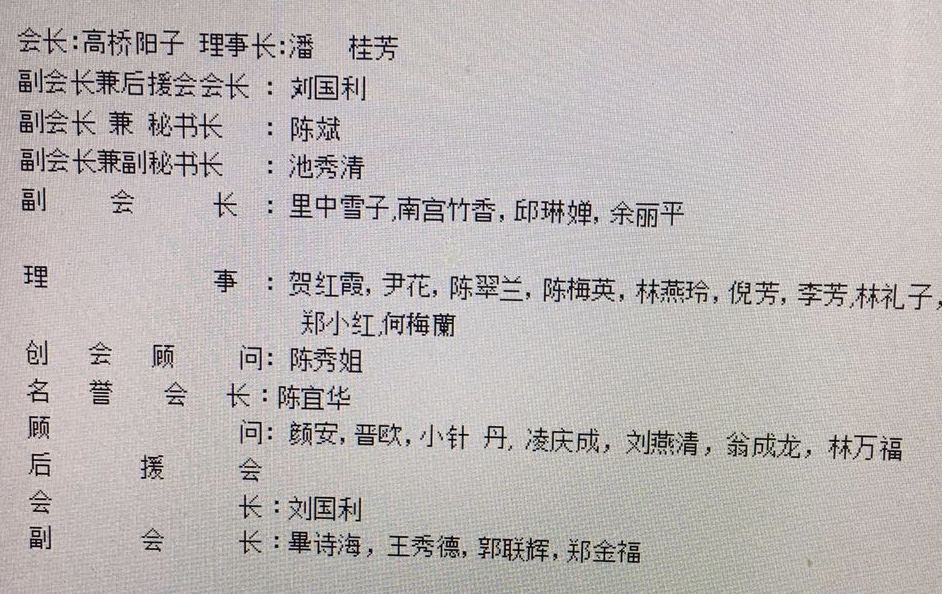 会长:高桥阳子 理事长:潘 桂芳
副会长兼后援会会长 : 刘国利
副会长 兼 秘书长 : 陈斌
副会长兼副秘书长 : 池秀清
副 会 长 : 里中雪子,南宫竹香, 邱琳婵, 余丽平
理 事 : 贺红霞, 尹花, 陈翠兰, 陈梅英, 林燕玲, 倪芳, 李芳,林礼子,
郑小红,何梅蘭
创 会 顾 问: 陈秀姐
名 誉 会 长:陈宜华
顾 问: 颜安, 晋欧, 小针 丹, 凌庆成, 刘燕清, 翁成龙, 林万福
后 援 会
会 长:刘国利
副 会 长:畢诗海, 王秀德, 郭联辉, 郑金福